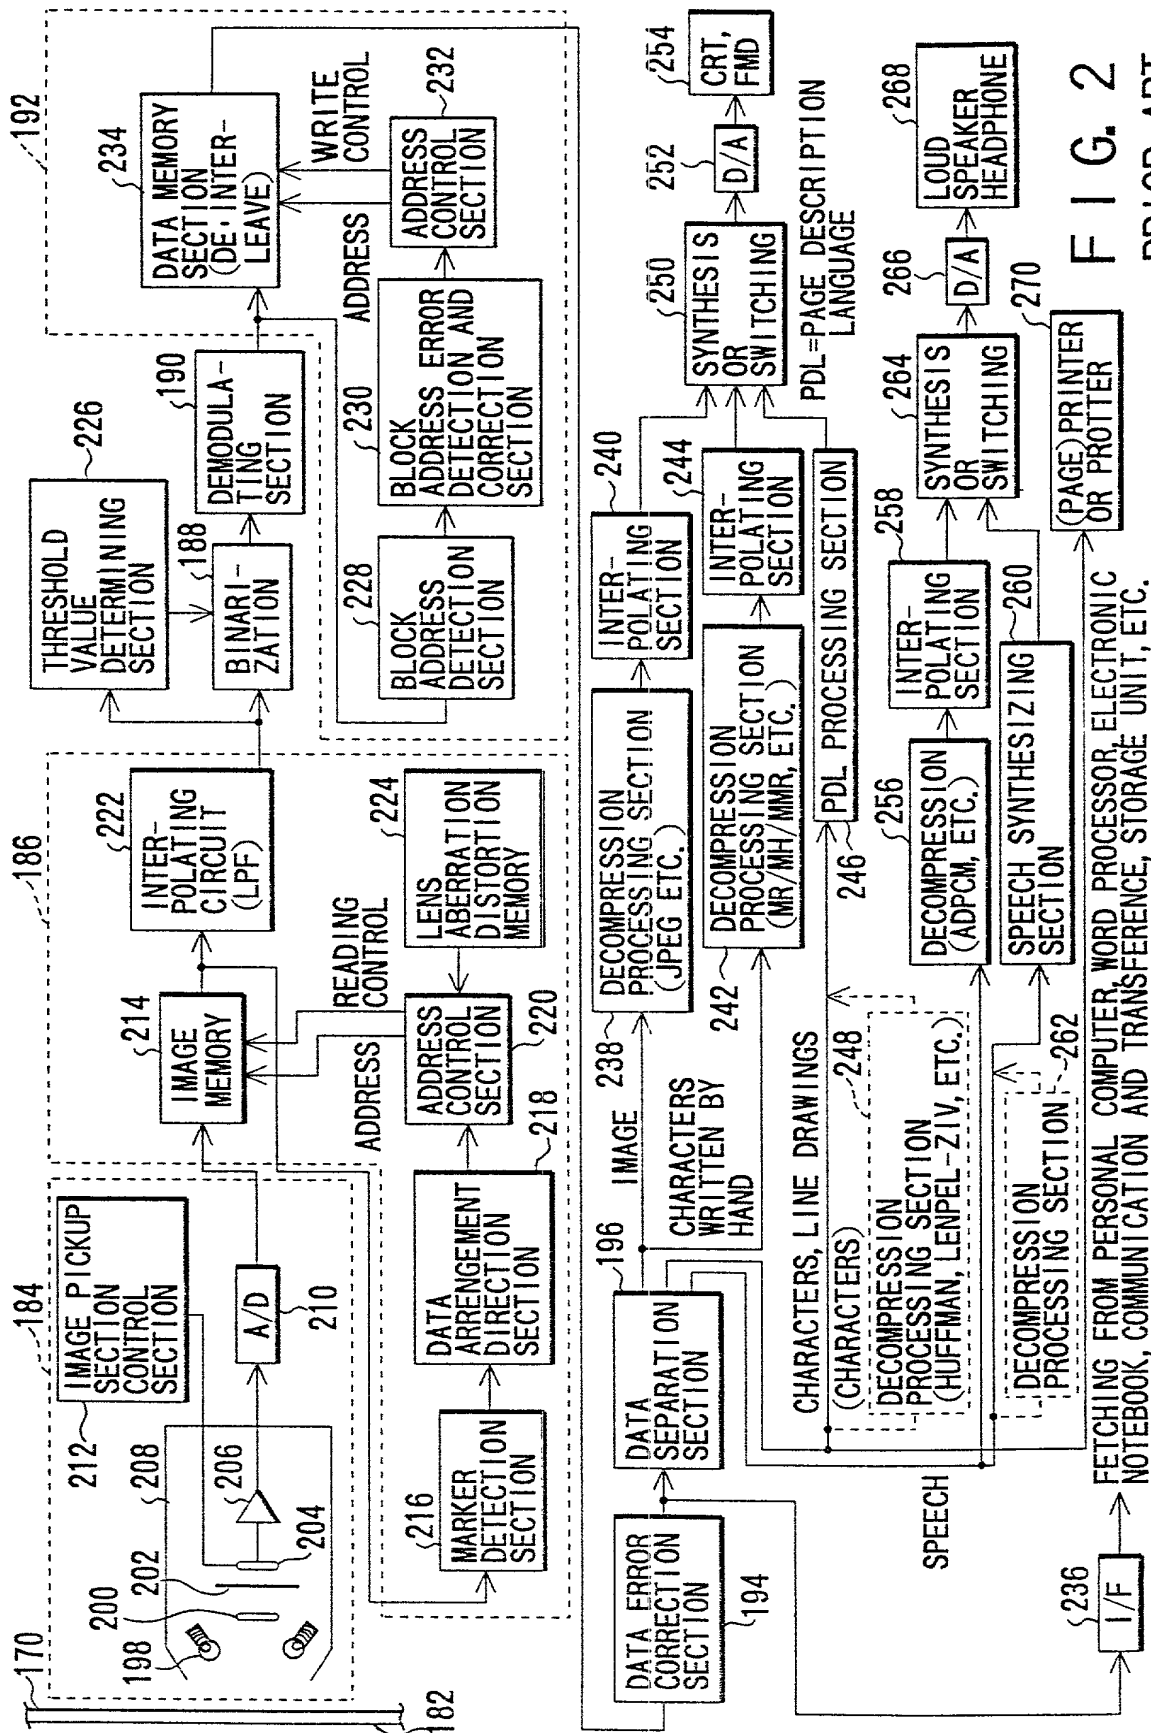 170
182
184
IMAGE PICKUP
SECTION
CONTROL
SECTION
212
208
198
200
202
204
206
A/D
210
186
214
IMAGE
MEMORY
222
INTER-
POLATING
CIRCUIT
(LPF)
READING
CONTROL
ADDRESS
LENS
ABERRATION
DISTORTION
MEMORY
224
ADDRESS
CONTROL
SECTION
220
DATA
ARRENGEMENT
DIRECTION
SECTION
218
216
MARKER
DETECTION
SECTION
THRESHOLD
VALUE
DETERMINING
SECTION
226
BINARI-
ZATION
188
DEMODULA-
TING
SECTION
190
192
234
DATA MEMORY
SECTION
(DE·INTER-
LEAVE)
WRITE
CONTROL
ADDRESS
232
ADDRESS
CONTROL
SECTION
230
BLOCK
ADDRESS ERROR
DETECTION AND
CORRECTION
SECTION
228
BLOCK
ADDRESS
DETECTION
SECTION
DATA ERROR
CORRECTION
SECTION
194
196
DATA
SEPARATION
SECTION
IMAGE
238
DECOMPRESSION
PROCESSING SECTION
(JPEG ETC.)
INTER-
POLATING
SECTION
240
CHARACTERS
WRITTEN BY
HAND
242
DECOMPRESSION
PROCESSING SECTION
(MR/MH/MMR, ETC.)
244
INTER-
POLATING
SECTION
CHARACTERS, LINE DRAWINGS
(CHARACTERS)
PDL PROCESSING SECTION
246
248
DECOMPRESSION
PROCESSING SECTION
(HUFFMAN, LENPEL-ZIV, ETC.)
250
SYNTHESIS
OR
SWITCHING
252
D/A
254
CRT,
FMD
PDL=PAGE DESCRIPTION
LANGUAGE
SPEECH
256
DECOMPRESSION
(ADPCM, ETC.)
258
INTER-
POLATING
SECTION
SPEECH SYNTHESIZING
SECTION
260
DECOMPRESSION
PROCESSING SECTION
262
264
SYNTHESIS
OR
SWITCHING
266
D/A
268
LOUD
SPEAKER
HEADPHONE
270
(PAGE) PRINTER
OR PROTTER
236
I/F
FETCHING FROM PERSONAL COMPUTER, WORD PROCESSOR, ELECTRONIC
NOTEBOOK, COMMUNICATION AND TRANSFERENCE, STORAGE UNIT, ETC.
FIG. 2
PRIOR ART